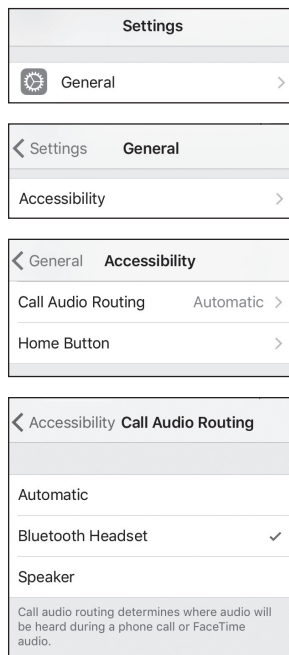 Settings
General
Settings General
Accessibility
General Accessibility
Call Audio Routing Automatic
Home Button
Accessibility Call Audio Routing
Automatic
Bluetooth Headset
Speaker
Call audio routing determines where audio will
be heard during a phone call or FaceTime
audio.